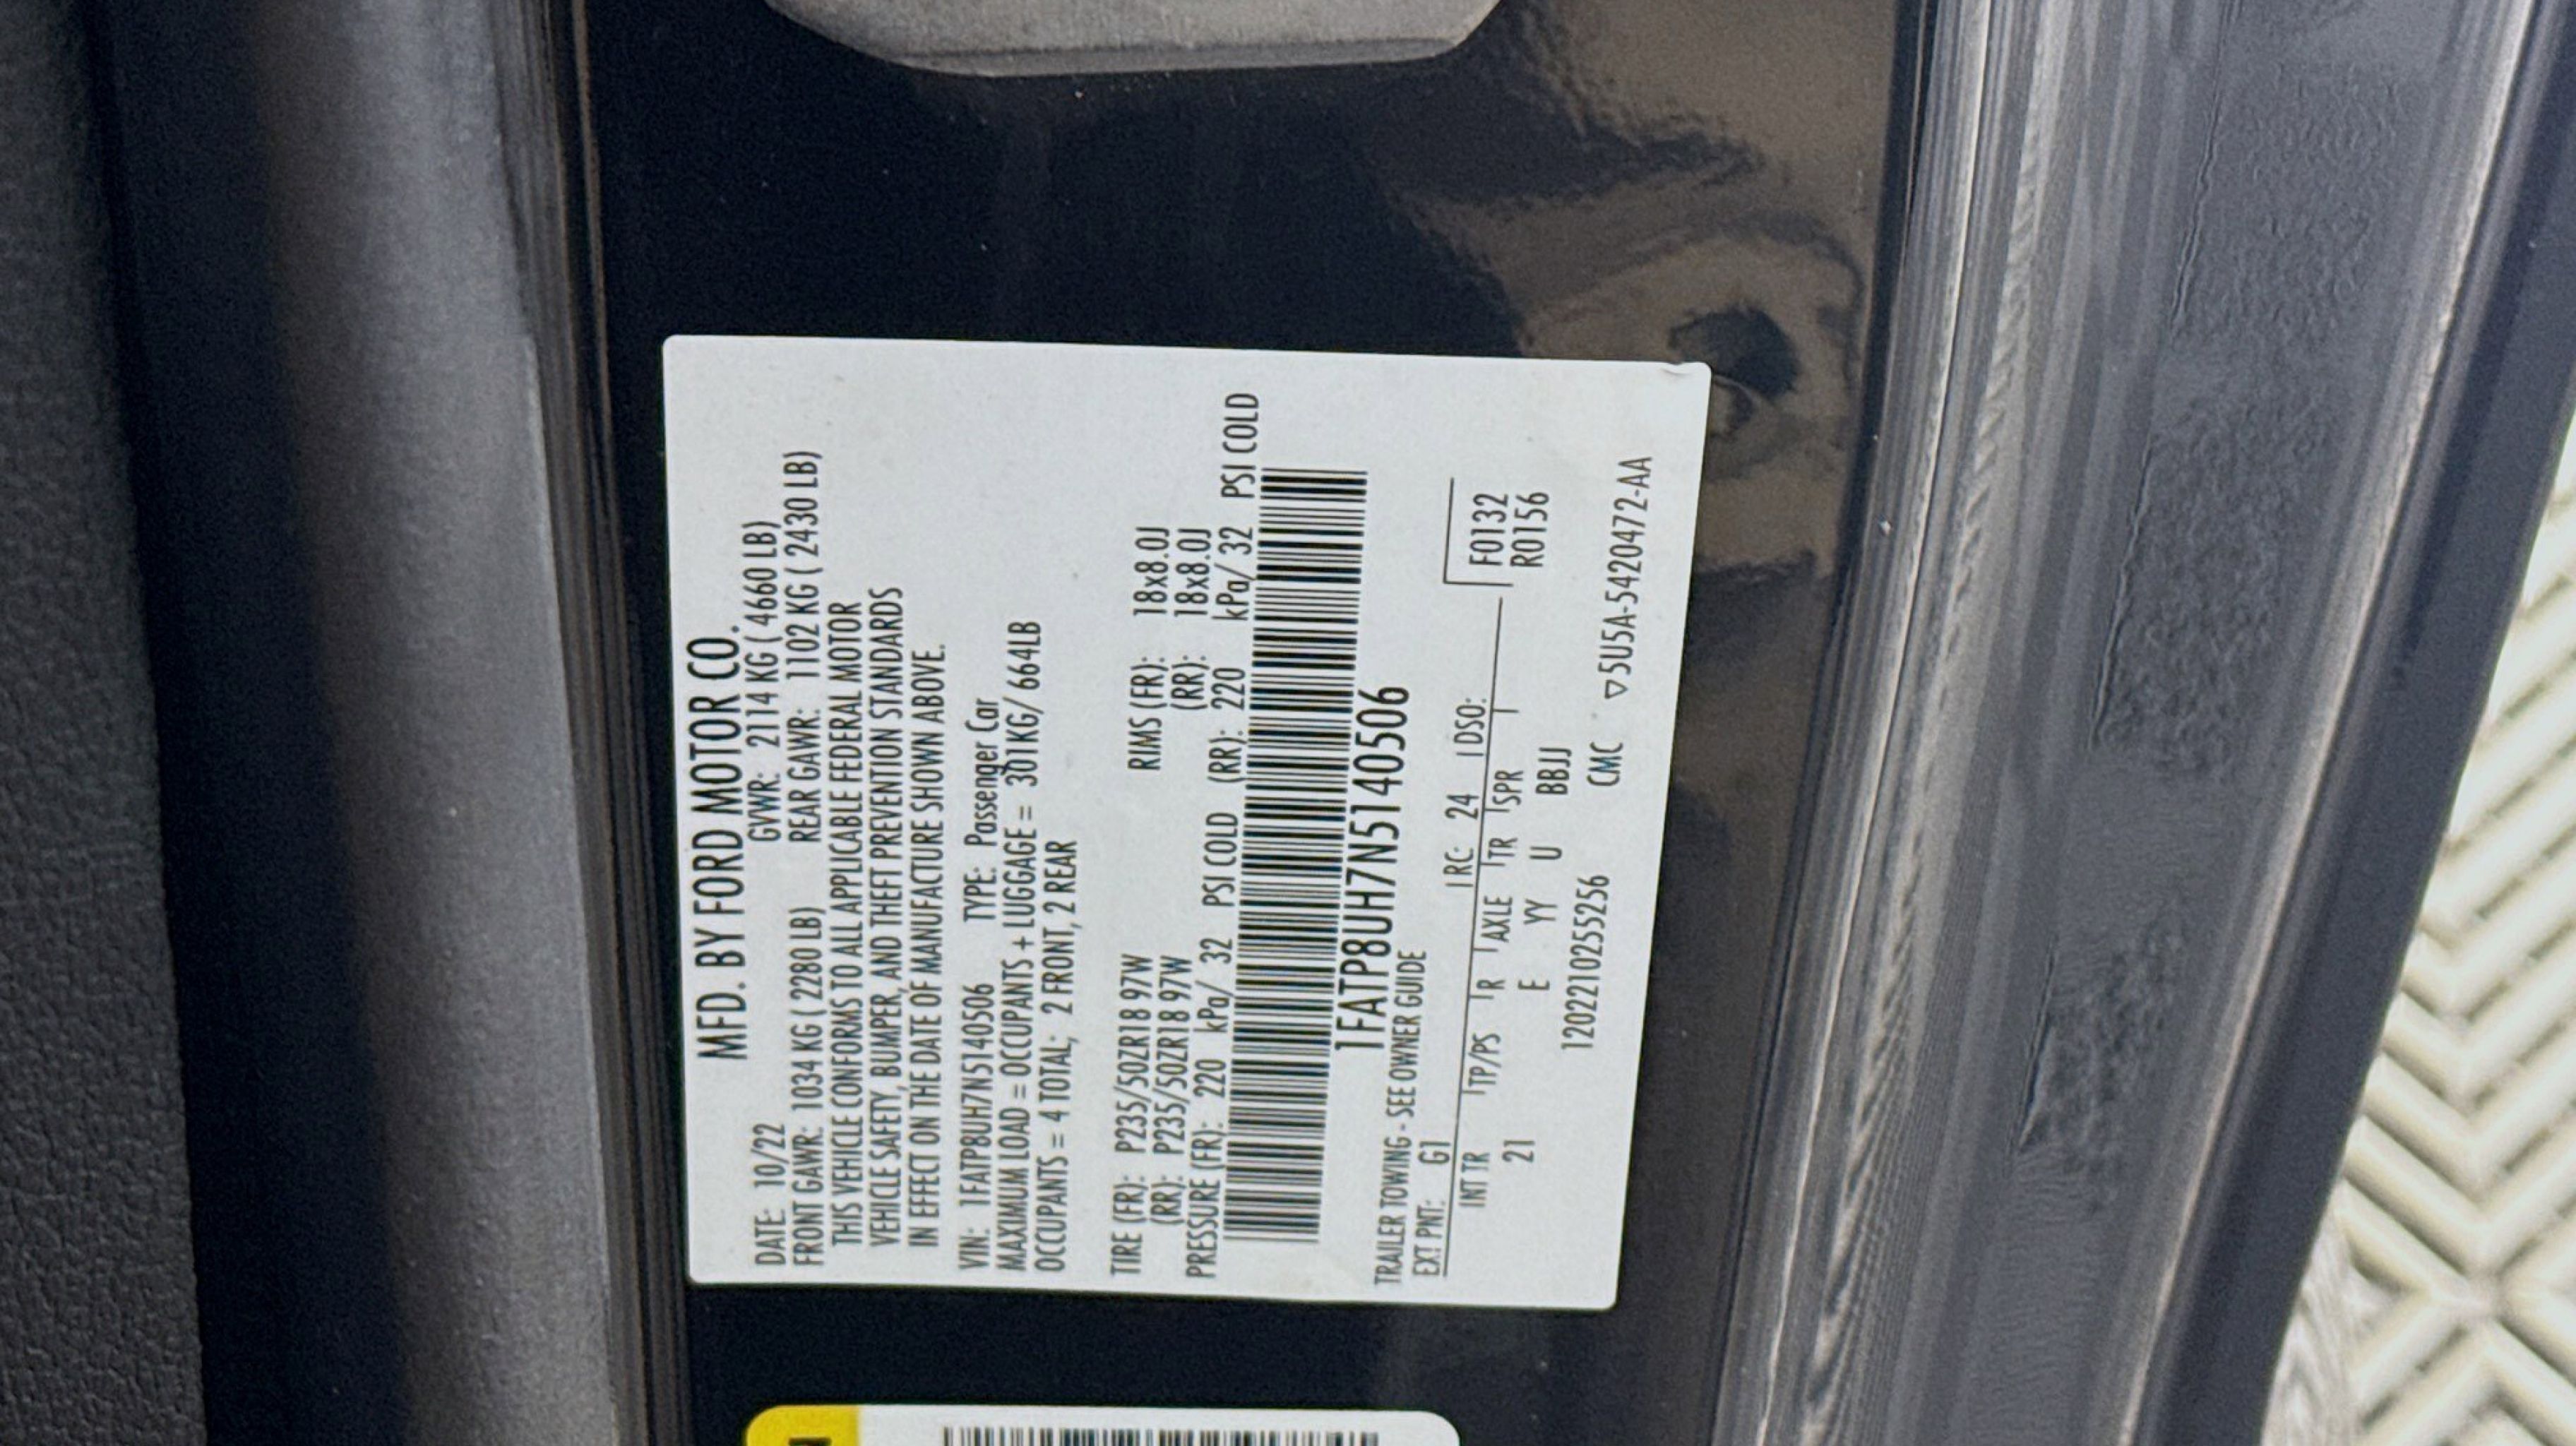 MFD. BY FORD MOTOR CO.
DATE: 10/22 GVWR: 2114 KG ( 4660 LB)
FRONT GAWR: 1034 KG ( 2280 LB) REAR GAWR: 1102 KG ( 2430 LB)
THIS VEHICLE CONFORMS TO ALL APPLICABLE FEDERAL MOTOR
VEHICLE SAFETY, BUMPER, AND THEFT PREVENTION STANDARDS
IN EFFECT ON THE DATE OF MANUFACTURE SHOWN ABOVE.
VIN: 1FATP8UH7N5140506 TYPE: Passenger Car
MAXIMUM LOAD = OCCUPANTS + LUGGAGE = 301KG/ 664LB
OCCUPANTS = 4 TOTAL; 2 FRONT, 2 REAR
TIRE (FR): P235/50ZR18 97W RIMS (FR): 18x8.0J
(RR): P235/50ZR18 97W (RR): 18x8.0J
PRESSURE (FR): 220 kPa/ 32 PSI COLD (RR): 220 kPa/ 32 PSI COLD
1FATP8UH7N5140506
TRAILER TOWING - SEE OWNER GUIDE
EXT PNT: G1 RC: 24 DSO:
INT TR TP/PS R AXLE TR SPR F0132
21 E YY U BBJJ R0156
12022102552​56 CMC ▽5U5A-5420472-AA